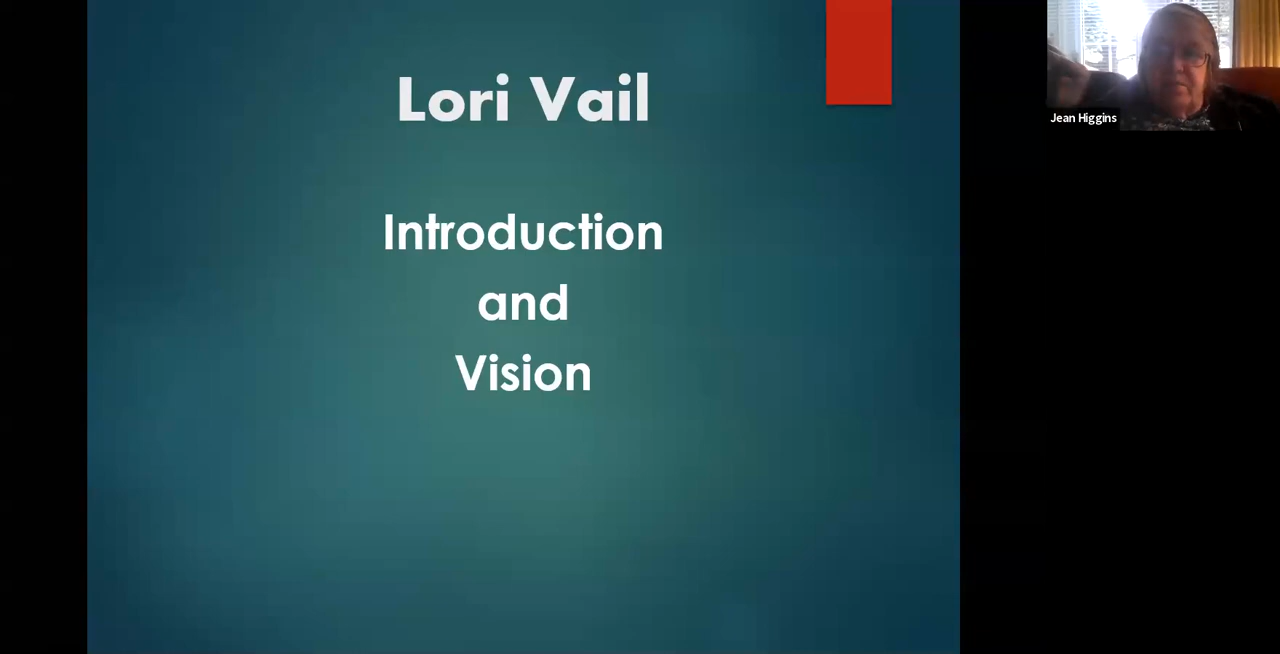 Lori Vail
Introduction
and
Vision
Jean Higgins